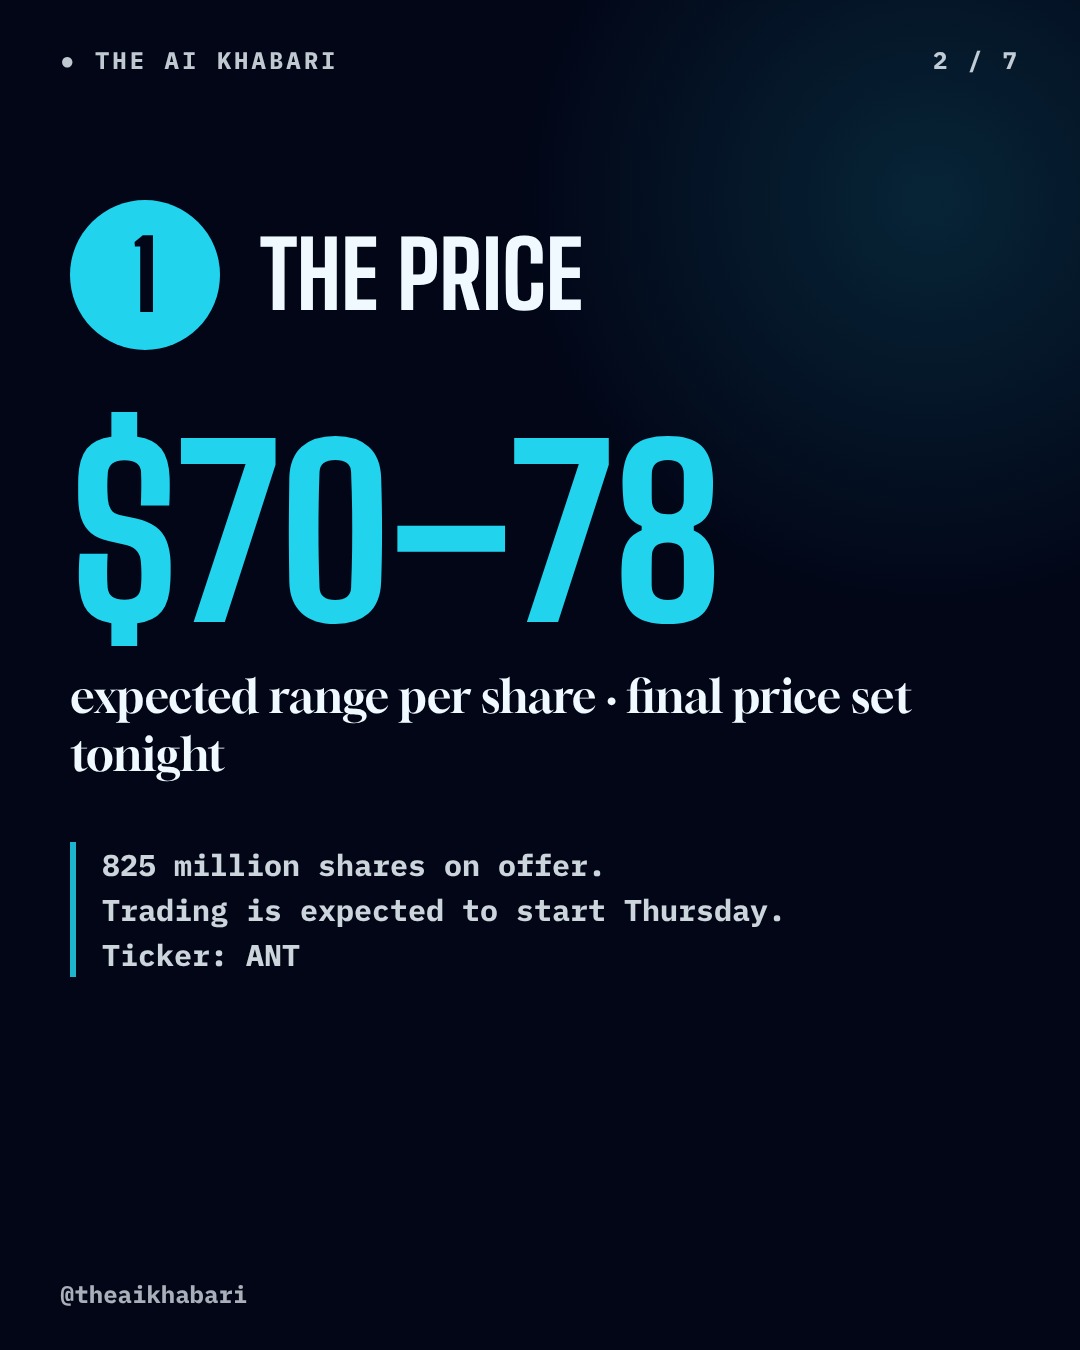 ● THE AI KHABARI
2 / 7
1
THE PRICE
$70–78
expected range per share · final price set
tonight
825 million shares on offer.
Trading is expected to start Thursday.
Ticker: ANT
@theaikhabari